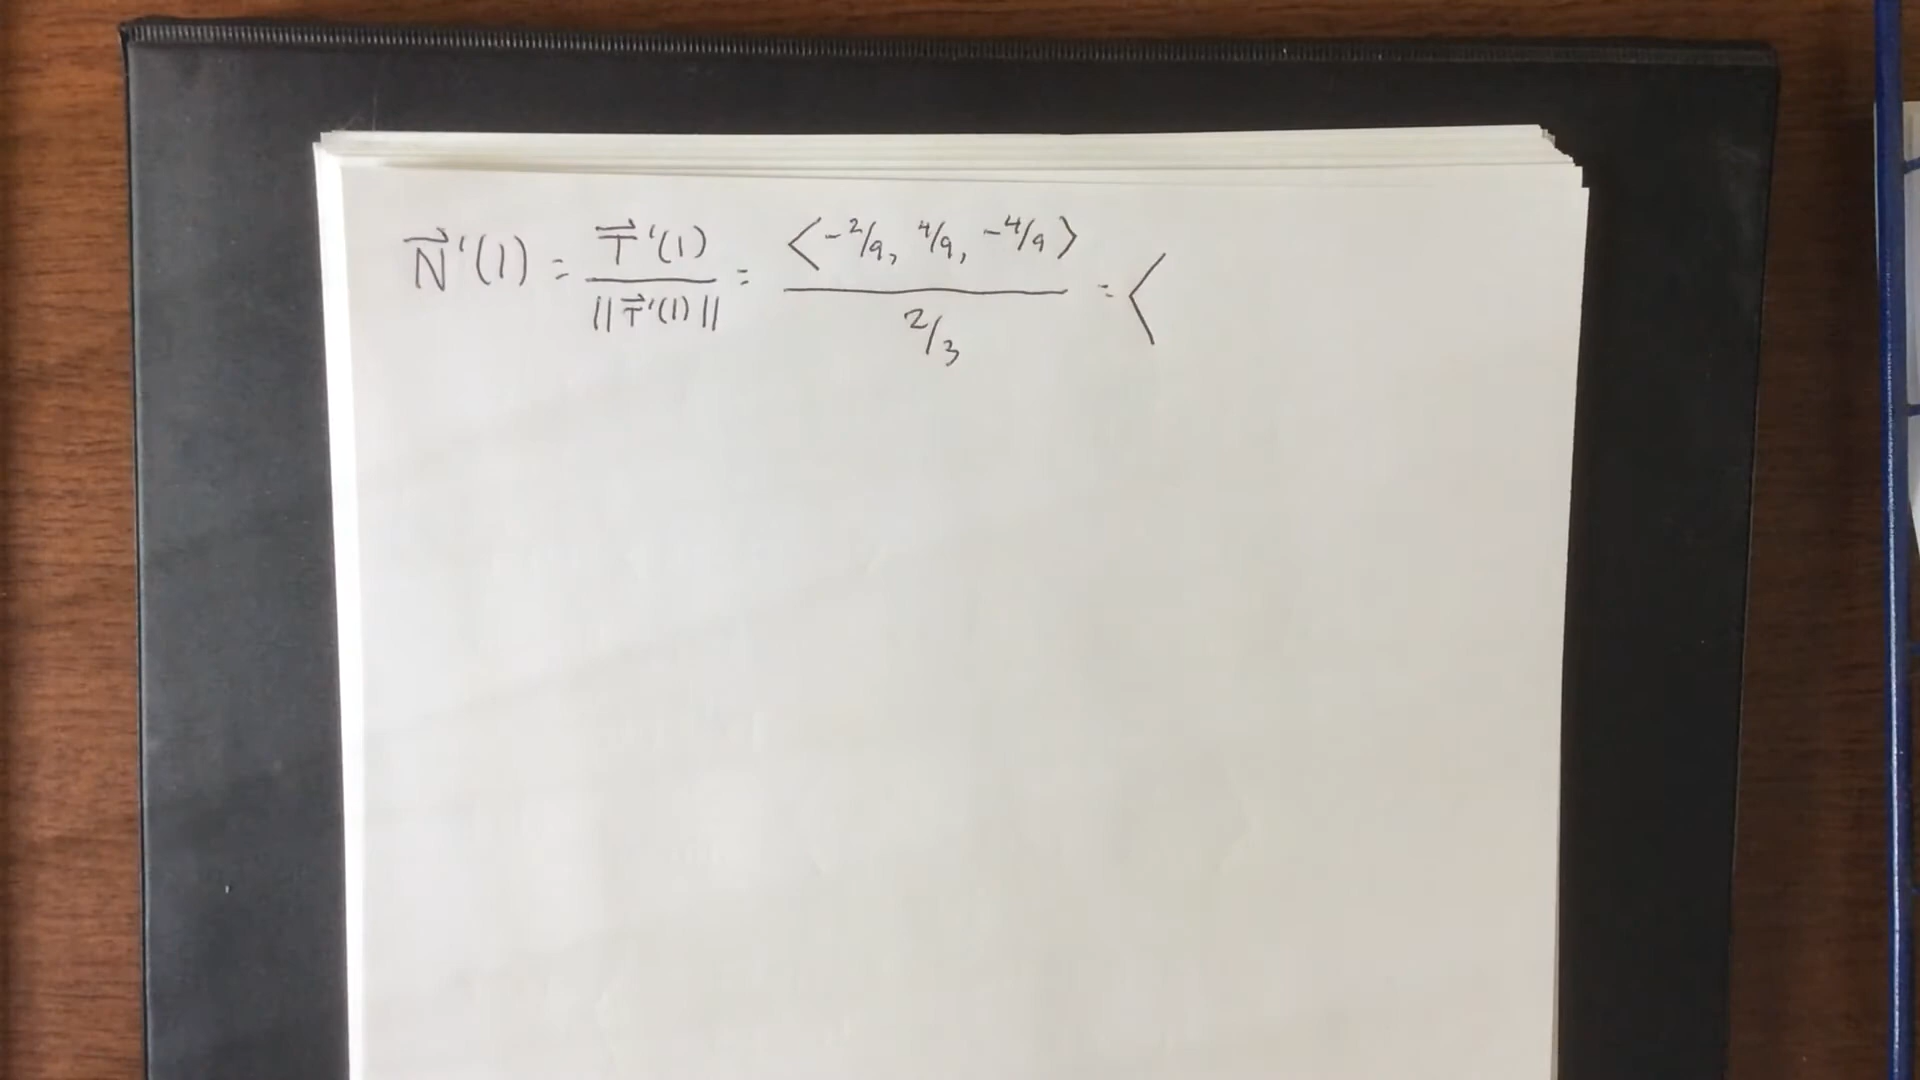 N⃗'(1) = T⃗'(1) / ||T⃗'(1)|| = ⟨-2/9, 4/9, -4/9⟩ / 2/3 = ⟨